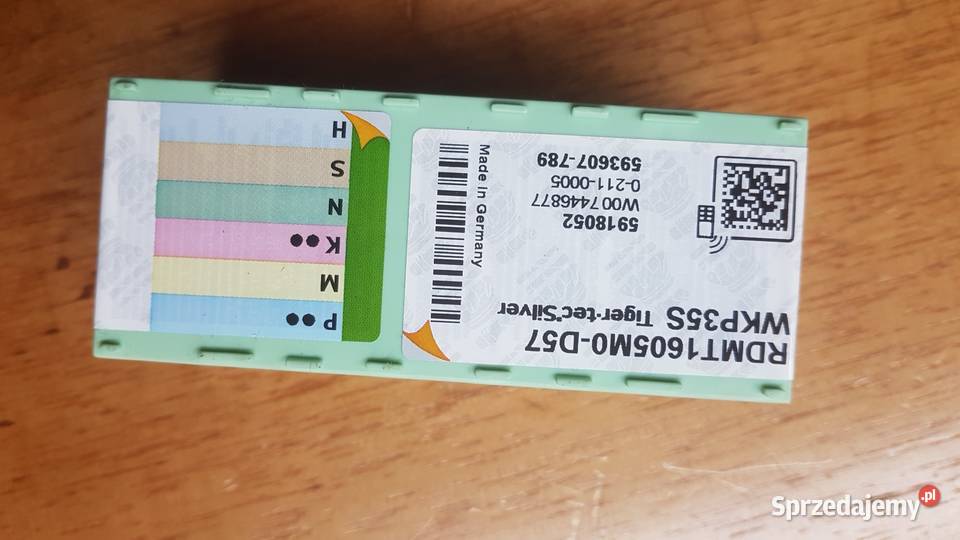 RDMT1605M0-D57
WKP35S Tiger·tec®Silver
5918052
W007446877
0-211-0005
593607-789
Made In Germany
P ●●
M
K ●●
N
S
H
Sprzedajemy.pl